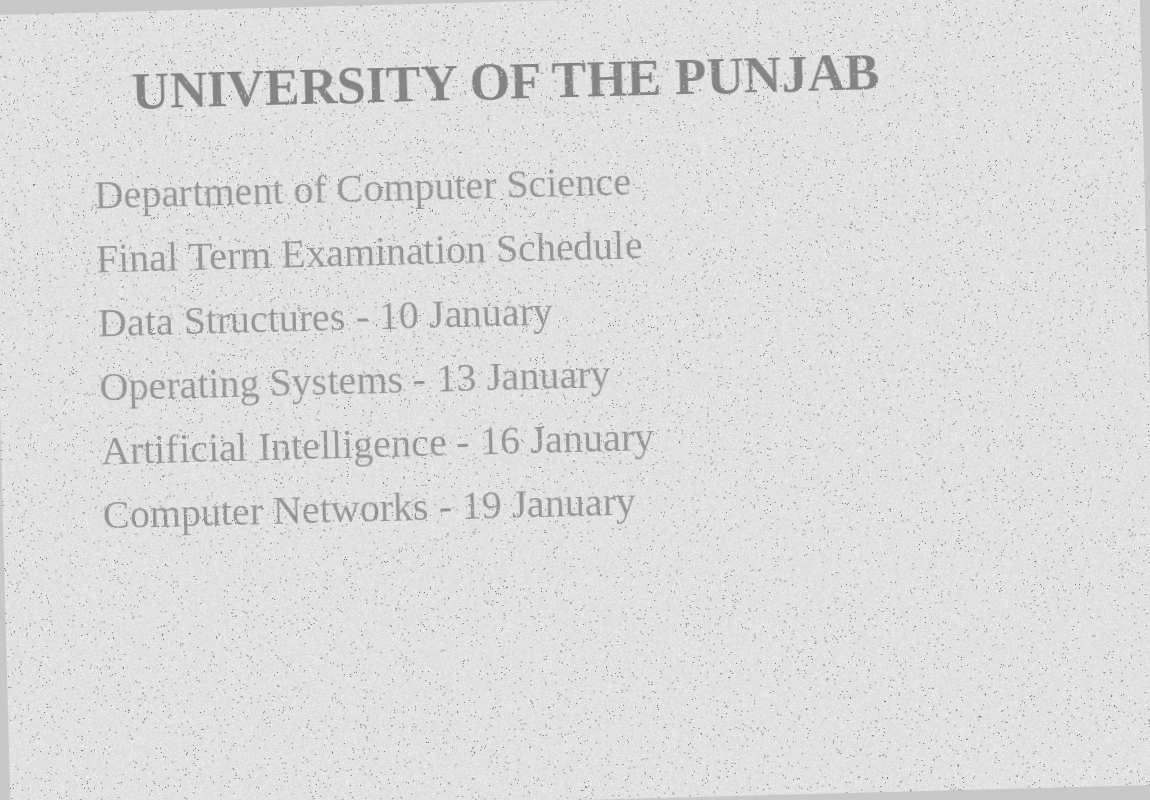 UNIVERSITY OF THE PUNJAB
Department of Computer Science
Final Term Examination Schedule
Data Structures - 10 January
Operating Systems - 13 January
Artificial Intelligence - 16 January
Computer Networks - 19 January